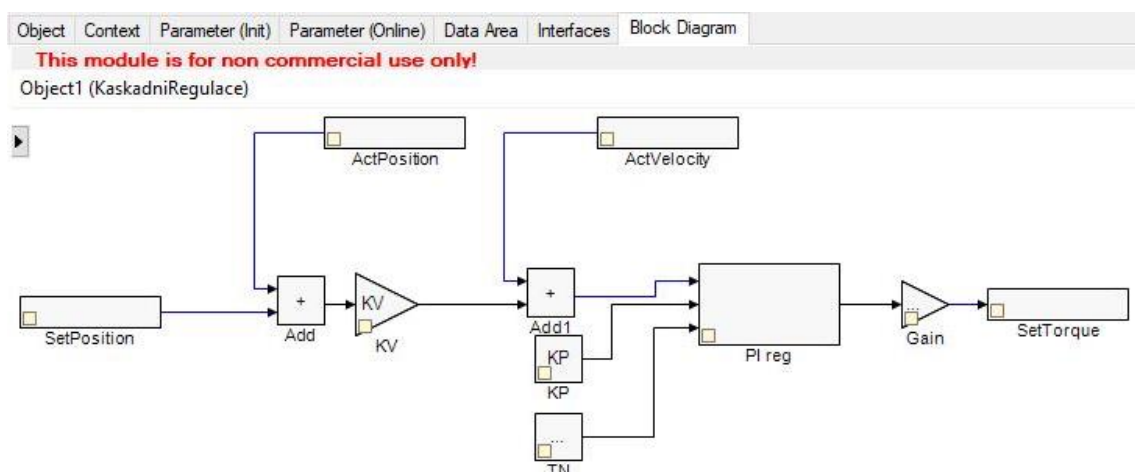 Object Context Parameter (Init) Parameter (Online) Data Area Interfaces Block Diagram
This module is for non commercial use only!
Object1 (KaskadniRegulace)
ActPosition ActVelocity
SetPosition
+
Add
KV
KV
+
Add1
KP
KP
...
TN
PI reg
...
Gain
SetTorque